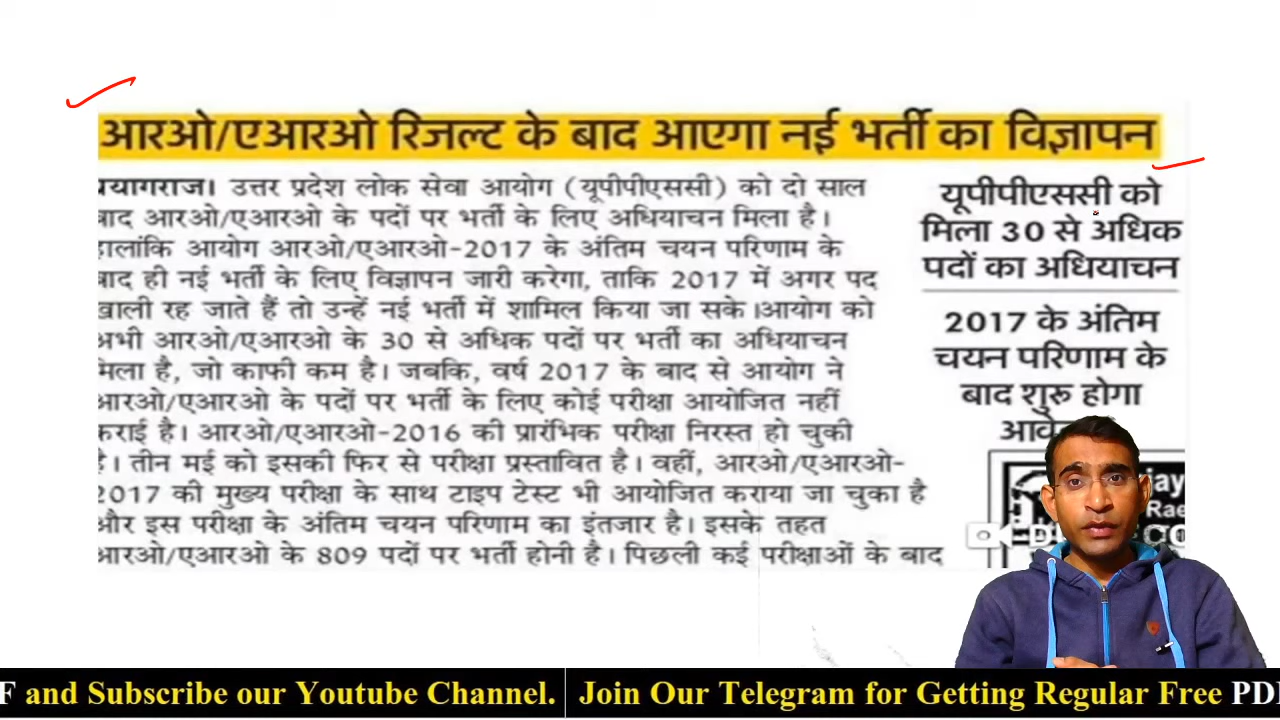 आरओ/एआरओ रिजल्ट के बाद आएगा नई भर्ती का विज्ञापन
प्रयागराज। उत्तर प्रदेश लोक सेवा आयोग (यूपीपीएससी) को दो साल
बाद आरओ/एआरओ के पदों पर भर्ती के लिए अधियाचन मिला है।
हालांकि आयोग आरओ/एआरओ-2017 के अंतिम चयन परिणाम के
बाद ही नई भर्ती के लिए विज्ञापन जारी करेगा, ताकि 2017 में अगर पद
खाली रह जाते हैं तो उन्हें नई भर्ती में शामिल किया जा सके।आयोग को
अभी आरओ/एआरओ के 30 से अधिक पदों पर भर्ती का अधियाचन
मिला है, जो काफी कम है। जबकि, वर्ष 2017 के बाद से आयोग ने
आरओ/एआरओ के पदों पर भर्ती के लिए कोई परीक्षा आयोजित नहीं
कराई है। आरओ/एआरओ-2016 की प्रारंभिक परीक्षा निरस्त हो चुकी
है। तीन मई को इसकी फिर से परीक्षा प्रस्तावित है। वहीं, आरओ/एआरओ-
2017 की मुख्य परीक्षा के साथ टाइप टेस्ट भी आयोजित कराया जा चुका है
और इस परीक्षा के अंतिम चयन परिणाम का इंतजार है। इसके तहत
आरओ/एआरओ के 809 पदों पर भर्ती होनी है। पिछली कई परीक्षाओं के बाद
यूपीपीएससी को
मिला 30 से अधिक
पदों का अधियाचन
2017 के अंतिम
चयन परिणाम के
बाद शुरू होगा
F and Subscribe our Youtube Channel. Join Our Telegram for Getting Regular Free PDF